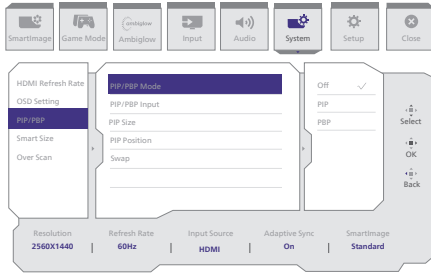 SmartImage
Game Mode
ambiglow
Ambiglow
Input
Audio
System
Setup
Close
HDMI Refresh Rate
OSD Setting
PIP/PBP
Smart Size
Over Scan
PIP/PBP Mode
PIP/PBP Input
PIP Size
PIP Position
Swap
Off
PIP
PBP
Select
OK
Back
Resolution
2560X1440
Refresh Rate
60Hz
Input Source
HDMI
Adaptive Sync
On
SmartImage
Standard